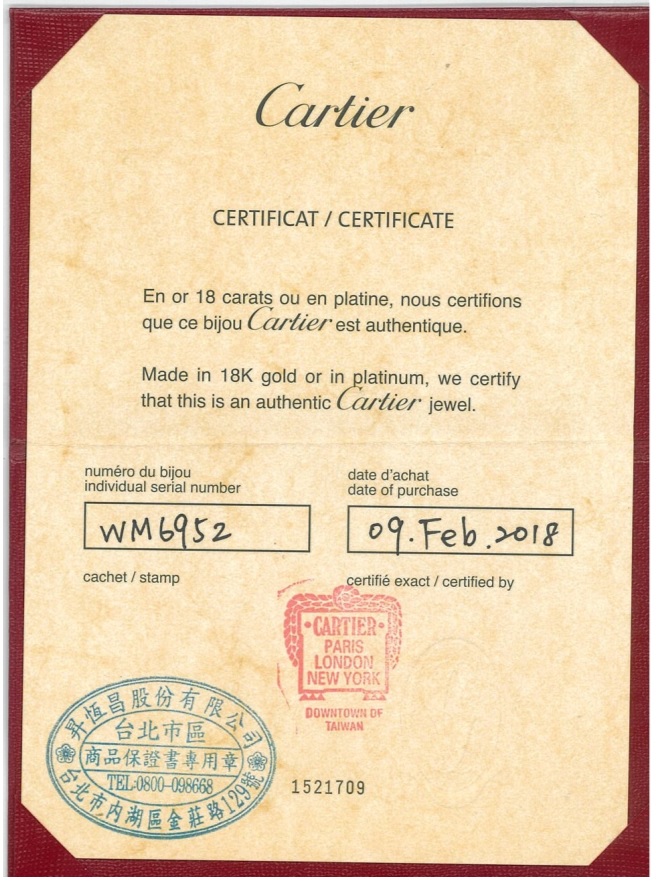 Cartier
CERTIFICAT / CERTIFICATE
En or 18 carats ou en platine, nous certifions
que ce bijou Cartier est authentique.
Made in 18K gold or in platinum, we certify
that this is an authentic Cartier jewel.
numéro du bijou
individual serial number
WM6952
date d'achat
date of purchase
09.Feb.2018
cachet / stamp
certifié exact / certified by
•CARTIER•
PARIS
LONDON
NEW YORK
DOWNTOWN OF
TAIWAN
昇恆昌股份有限公司
台北市區
商品保證書專用章
TEL:0800-098668
台北市內湖區金莊路129號
1521709